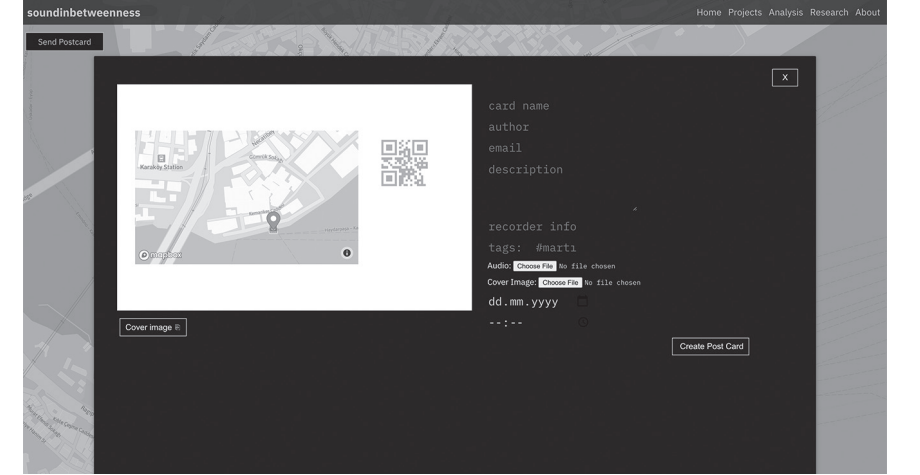 soundinbetweenness
Home Projects Analysis Research About
Send Postcard
X
Karaköy Station
mapbox
Cover image
card name
author
email
description
recorder info
tags: #martı
Audio: Choose File No file chosen
Cover Image: Choose File No file chosen
dd.mm.yyyy
--:--
Create Post Card